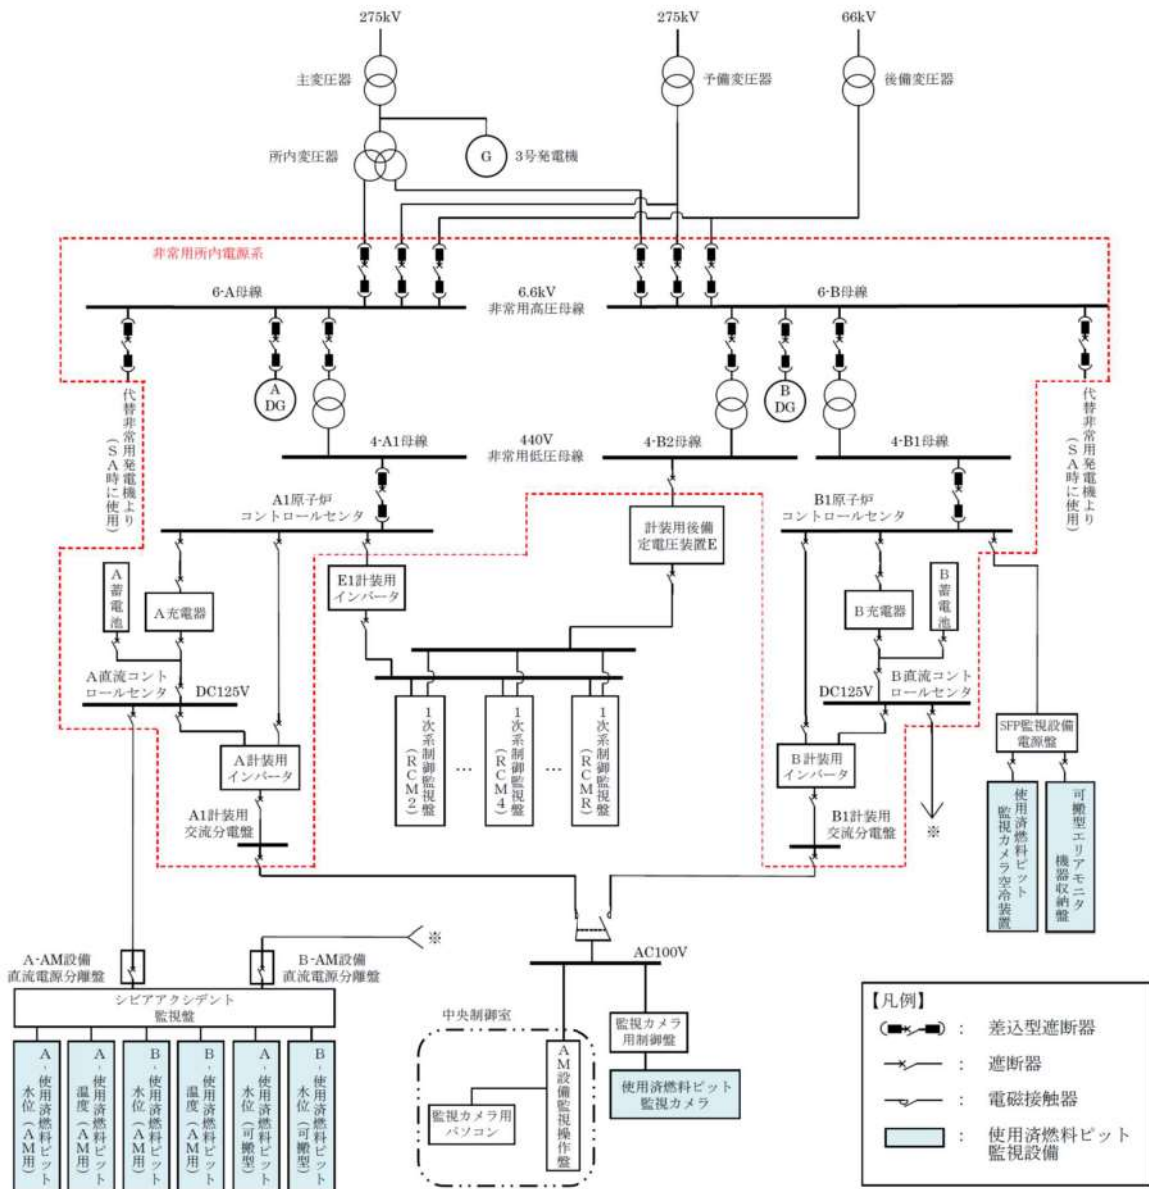 275kV
275kV
66kV
主変圧器
予備変圧器
後備変圧器
所内変圧器
G
3号発電機
非常用所内電源系
6-A母線
6.6kV
非常用高圧母線
6-B母線
代替非常用発電機より
(SA時に使用)
A
DG
B
DG
代替非常用発電機より
(SA時に使用)
4-A1母線
440V
非常用低圧母線
4-B2母線
4-B1母線
A1原子炉
コントロールセンタ
計装用後備
定電圧装置E
B1原子炉
コントロールセンタ
A蓄電池
A充電器
E1計装用
インバータ
B充電器
B蓄電池
A直流コント
ロールセンタ
DC125V
DC125V
B直流コント
ロールセンタ
A計装用
インバータ
1次系制御監視盤
(RCM2)
…
1次系制御監視盤
(RCM4)
…
1次系制御監視盤
(RCMR)
B計装用
インバータ
SFP監視設備
電源盤
A1計装用
交流分電盤
B1計装用
交流分電盤
※
使用済燃料ピット
監視カメラ空冷装置
可搬型エリアモニタ
機器収納盤
※
A-AM設備
直流電源分離盤
B-AM設備
直流電源分離盤
AC100V
シビアアクシデント
監視盤
A-使用済燃料ピット
水位(AM用)
A-使用済燃料ピット
温度(AM用)
B-使用済燃料ピット
水位(AM用)
B-使用済燃料ピット
温度(AM用)
A-使用済燃料ピット
水位(可搬型)
B-使用済燃料ピット
水位(可搬型)
中央制御室
監視カメラ用
パソコン
AM設備監視操作盤
監視カメラ
用制御盤
使用済燃料ピット
監視カメラ
【凡例】
: 差込型遮断器
: 遮断器
: 電磁接触器
: 使用済燃料ピット
監視設備